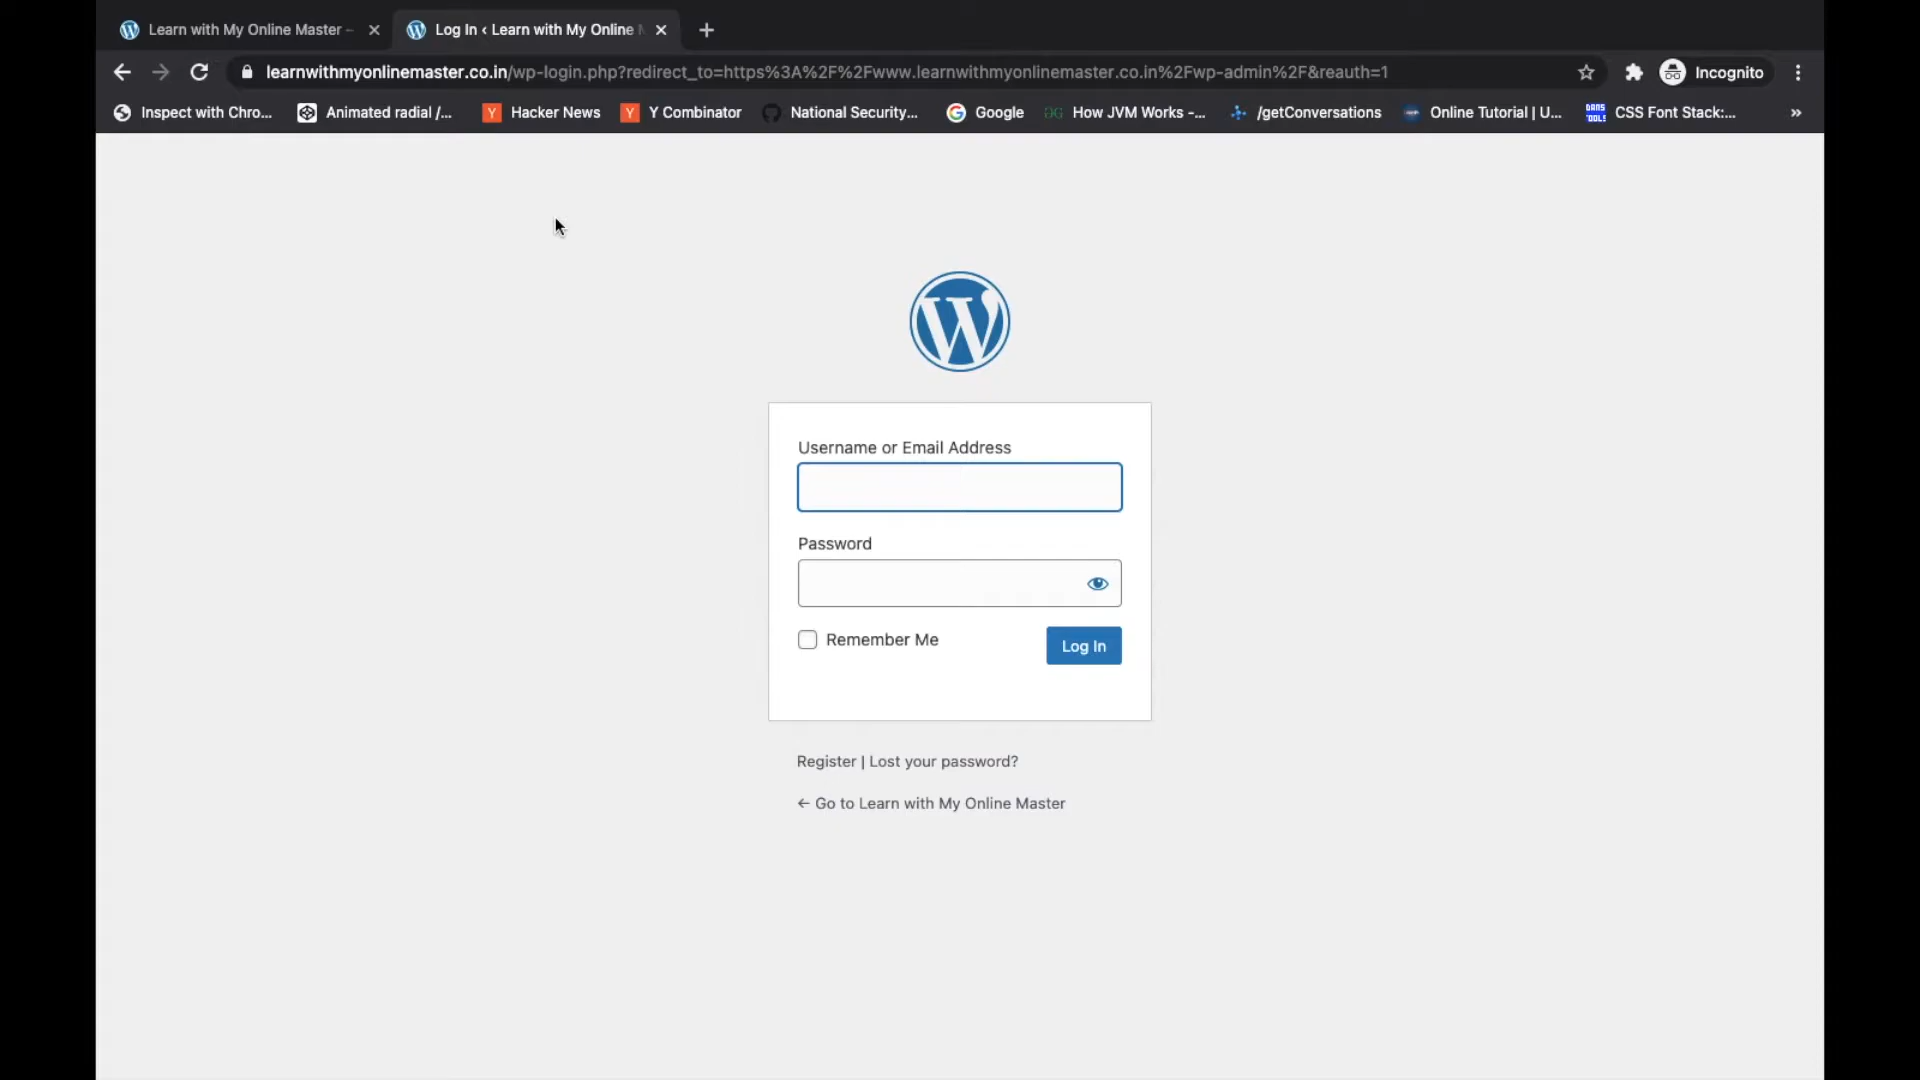 Learn with My Online Master –
Log In ‹ Learn with My Online
learnwithmyonlinemaster.co.in/wp-login.php?redirect_to=https%3A%2F%2Fwww.learnwithmyonlinemaster.co.in%2Fwp-admin%2F&reauth=1
Incognito
Inspect with Chro...
Animated radial /...
Hacker News
Y Combinator
National Security...
Google
How JVM Works -...
/getConversations
Online Tutorial | U...
CSS Font Stack:...
Username or Email Address
Password
Remember Me
Log In
Register | Lost your password?
← Go to Learn with My Online Master